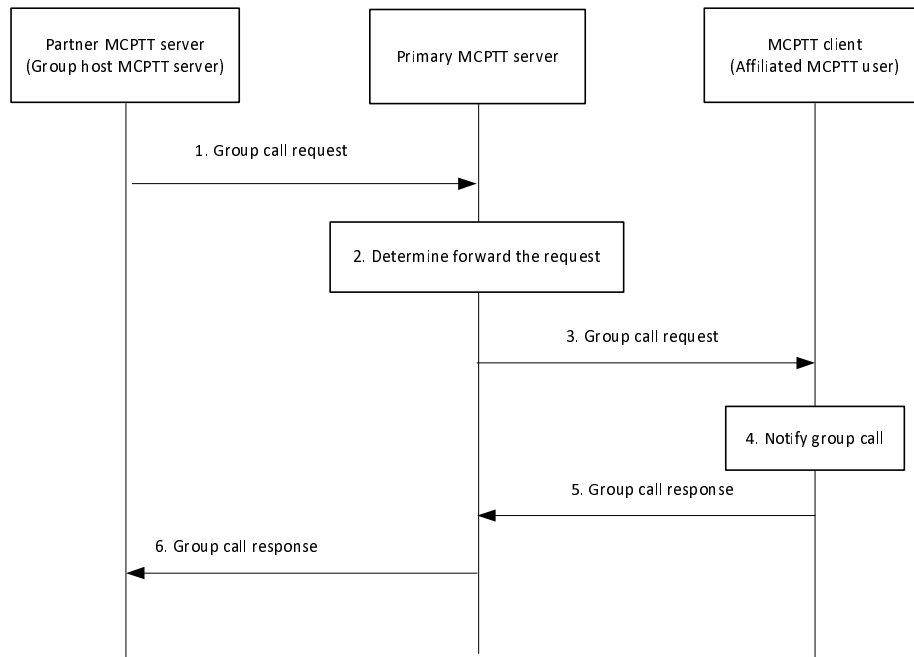 Partner MCPTT server
(Group host MCPTT server)
Primary MCPTT server
MCPTT client
(Affiliated MCPTT user)
1. Group call request
2. Determine forward the request
3. Group call request
4. Notify group call
5. Group call response
6. Group call response